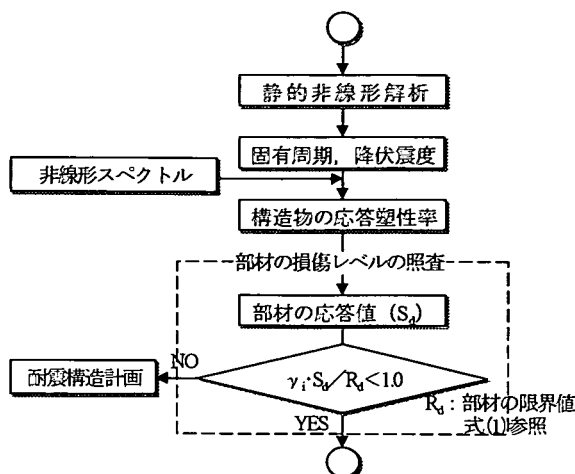 静的非線形解析
固有周期，降伏震度
非線形スペクトル
構造物の応答塑性率
部材の損傷レベルの照査
部材の応答値（Sd）
NO
耐震構造計画
γi・Sd／Rd＜1.0
Rd：部材の限界値
式(1)参照
YES